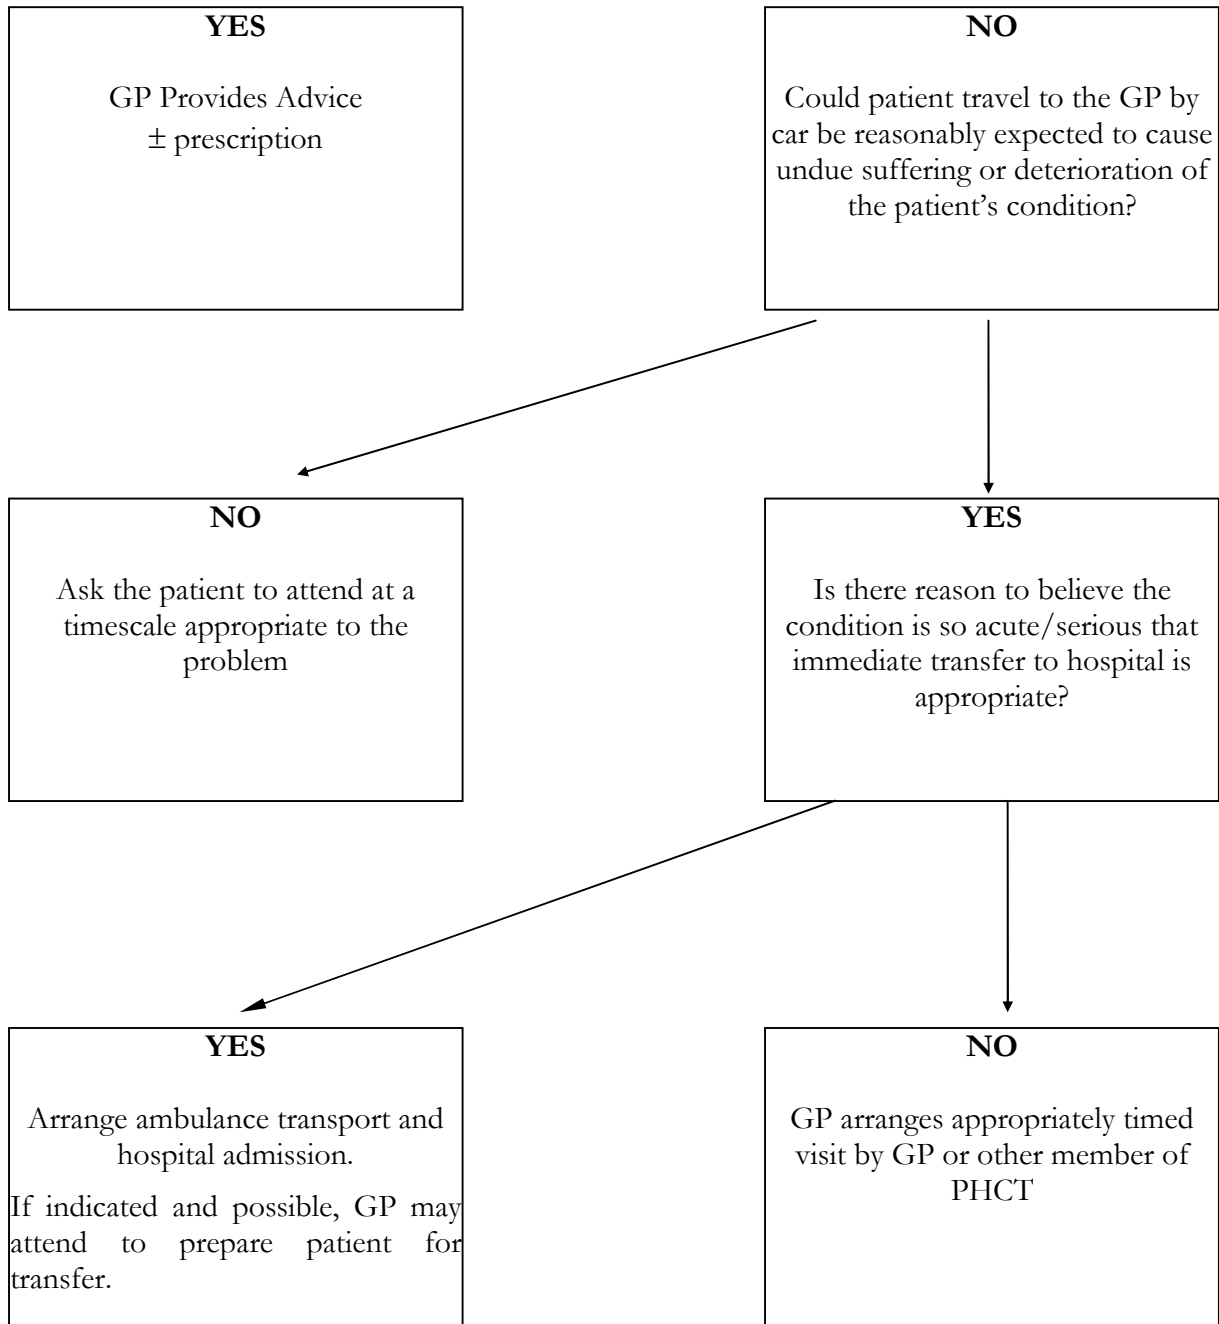 YES
GP Provides Advice
± prescription
NO
Could patient travel to the GP by
car be reasonably expected to cause
undue suffering or deterioration of
the patient’s condition?
NO
Ask the patient to attend at a
timescale appropriate to the
problem
YES
Is there reason to believe the
condition is so acute/serious that
immediate transfer to hospital is
appropriate?
YES
Arrange ambulance transport and
hospital admission.
If indicated and possible, GP may
attend to prepare patient for
transfer.
NO
GP arranges appropriately timed
visit by GP or other member of
PHCT